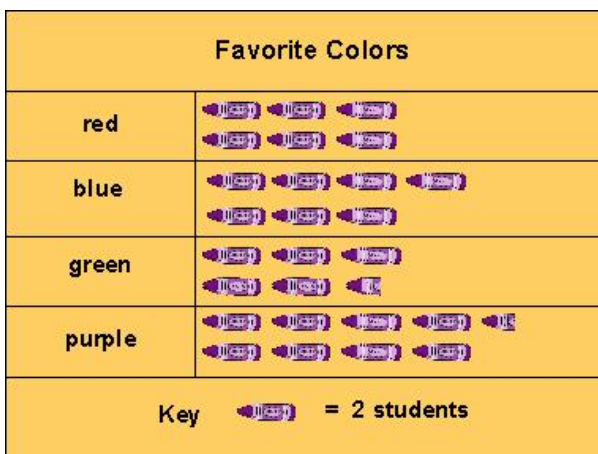 Favorite Colors
red
blue
green
purple
Key = 2 students